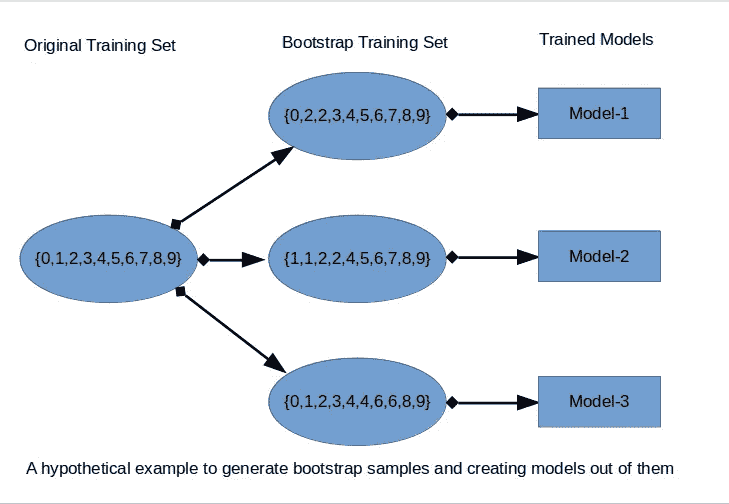 Original Training Set
Bootstrap Training Set
Trained Models
{0,2,2,3,4,5,6,7,8,9}
Model-1
{0,1,2,3,4,5,6,7,8,9}
{1,1,2,2,4,5,6,7,8,9}
Model-2
{0,1,2,3,4,4,6,6,8,9}
Model-3
A hypothetical example to generate bootstrap samples and creating models out of them